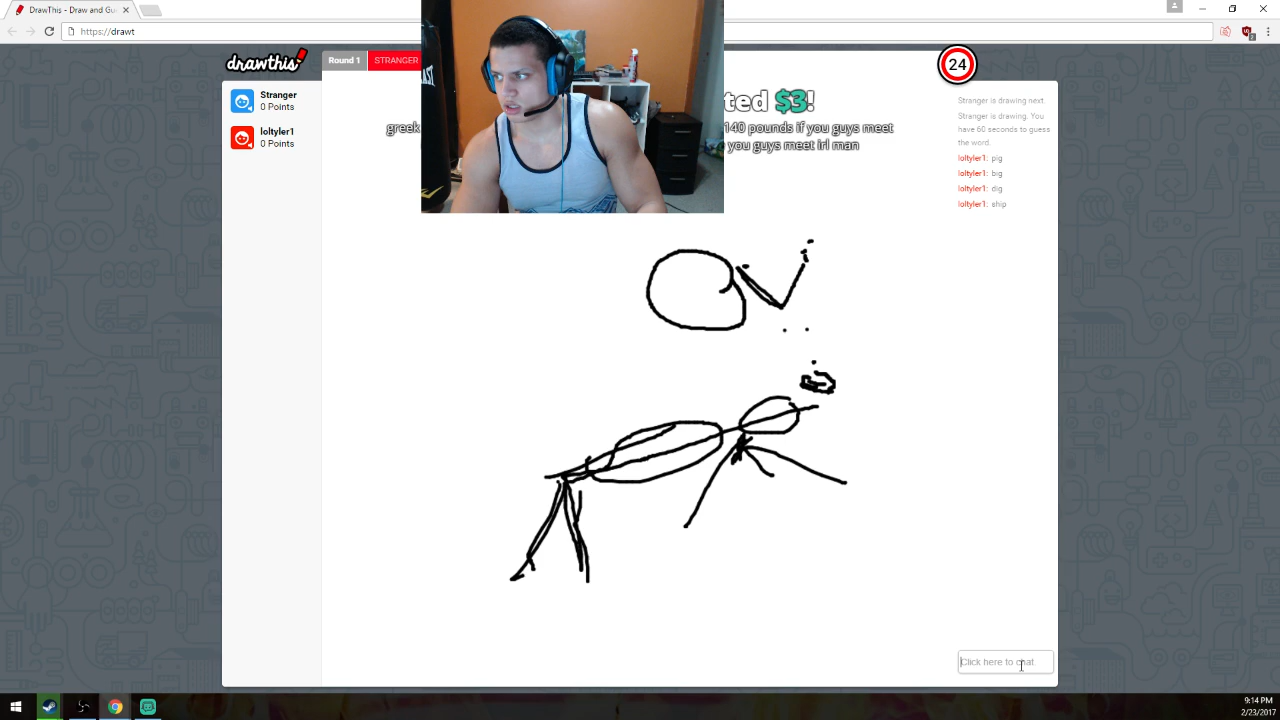 DrawThis - Draw and Gu
https://drawt
drawthis!
Round 1 STRANGER
24
Stranger
0 Points
loltyler1
0 Points
ted $3!
greek 140 pounds if you guys meet
you guys meet irl man
AST
Stranger is drawing next.
Stranger is drawing. You
have 60 seconds to guess
the word.
loltyler1: pig
loltyler1: big
loltyler1: dig
loltyler1: ship
Click here to chat
9:14 PM
2/23/2017